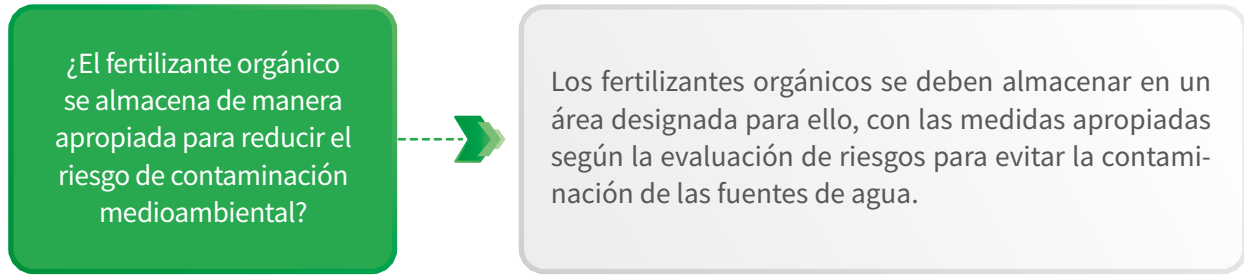 ¿El fertilizante orgánico
se almacena de manera
apropiada para reducir el
riesgo de contaminación
medioambiental?
Los fertilizantes orgánicos se deben almacenar en un
área designada para ello, con las medidas apropiadas
según la evaluación de riesgos para evitar la contami-
nación de las fuentes de agua.